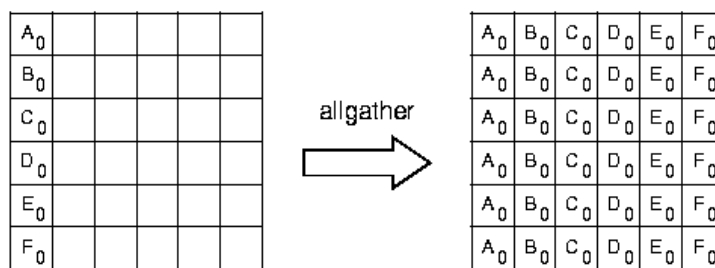 A0 A0 B0 C0 D0 E0 F0
B0 A0 B0 C0 D0 E0 F0
C0 allgather A0 B0 C0 D0 E0 F0
D0 A0 B0 C0 D0 E0 F0
E0 A0 B0 C0 D0 E0 F0
F0 A0 B0 C0 D0 E0 F0